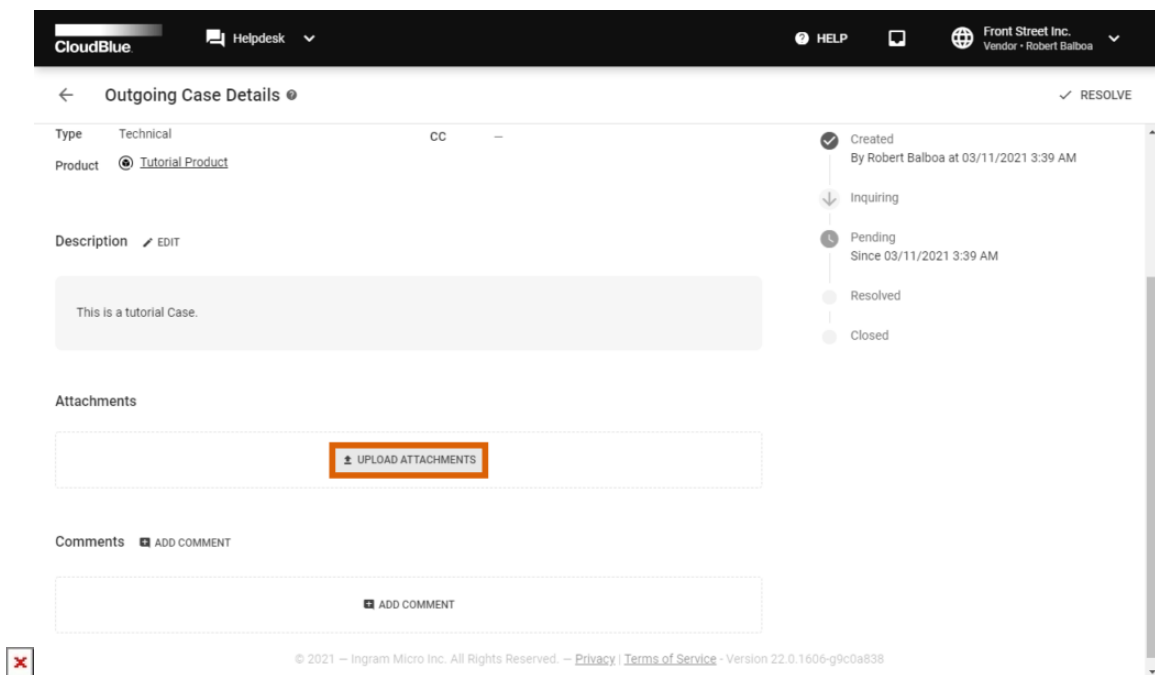 CloudBlue.
Helpdesk
HELP
Front Street Inc.
Vendor • Robert Balboa
Outgoing Case Details
RESOLVE
Type Technical
CC —
Product Tutorial Product
Description EDIT
This is a tutorial Case.
Attachments
UPLOAD ATTACHMENTS
Comments ADD COMMENT
ADD COMMENT
Created
By Robert Balboa at 03/11/2021 3:39 AM
Inquiring
Pending
Since 03/11/2021 3:39 AM
Resolved
Closed
© 2021 — Ingram Micro Inc. All Rights Reserved. — Privacy | Terms of Service - Version 22.0.1606-g9c0a838